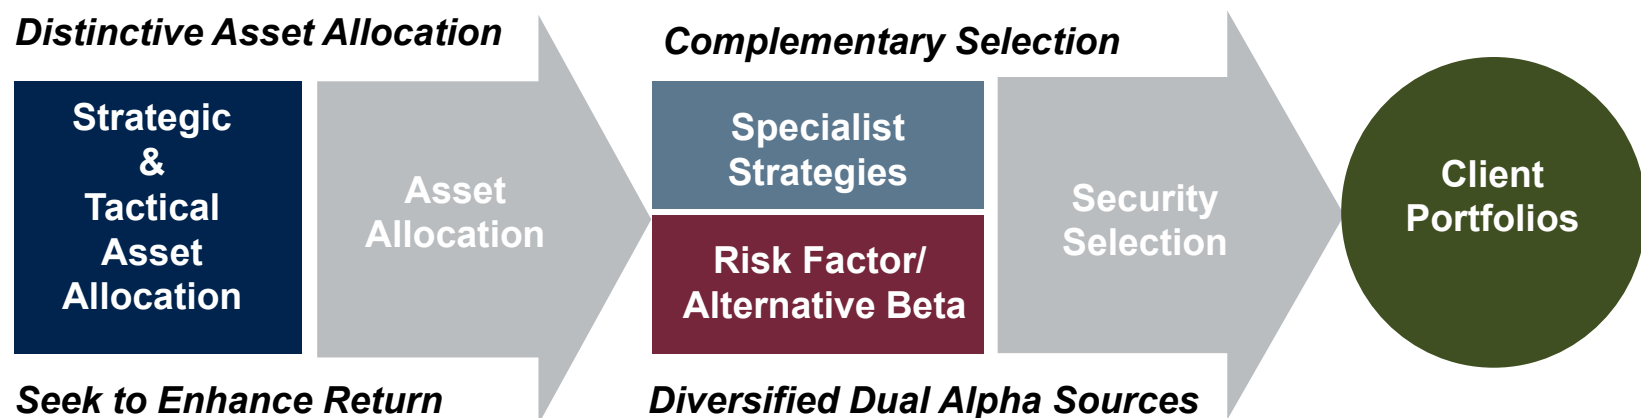 Distinctive Asset Allocation
Strategic
&
Tactical
Asset
Allocation
Seek to Enhance Return
Asset
Allocation
Complementary Selection
Specialist
Strategies
Risk Factor/
Alternative Beta
Diversified Dual Alpha Sources
Security
Selection
Client
Portfolios